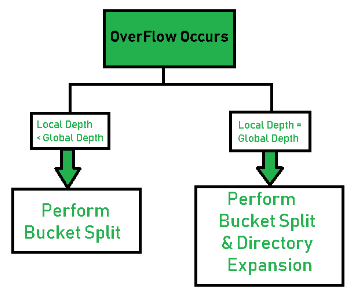 OverFlow Occurs
Local Depth
< Global Depth
Local Depth =
Global Depth
Perform
Bucket Split
Perform
Bucket Split
& Directory
Expansion